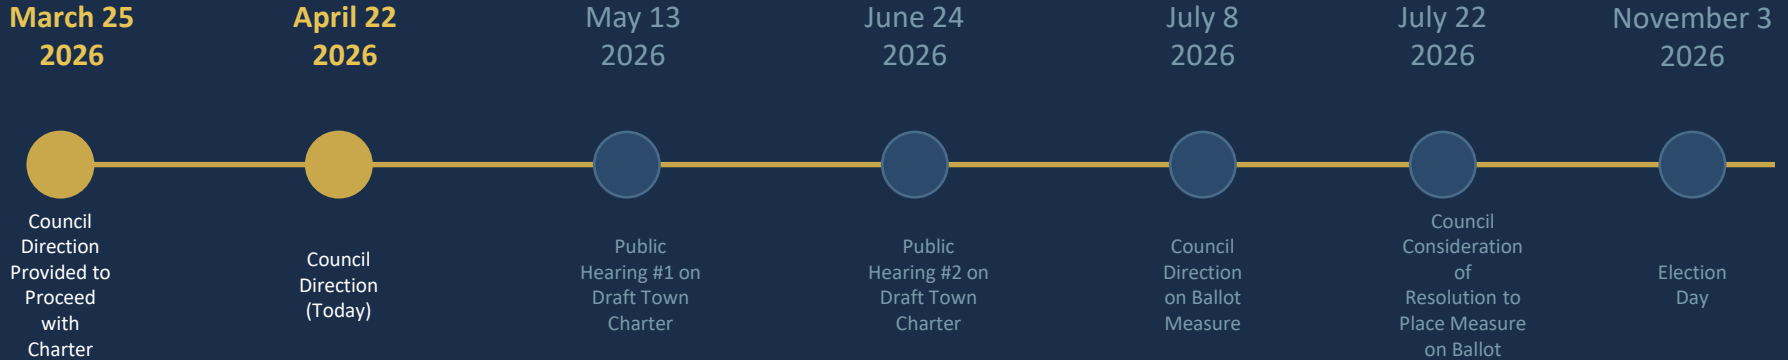 March 25
2026
April 22
2026
May 13
2026
June 24
2026
July 8
2026
July 22
2026
November 3
2026
Council
Direction
Provided to
Proceed
with
Charter
Council
Direction
(Today)
Public
Hearing #1 on
Draft Town
Charter
Public
Hearing #2 on
Draft Town
Charter
Council
Direction
on Ballot
Measure
Council
Consideration
of
Resolution to
Place Measure
on Ballot
Election
Day